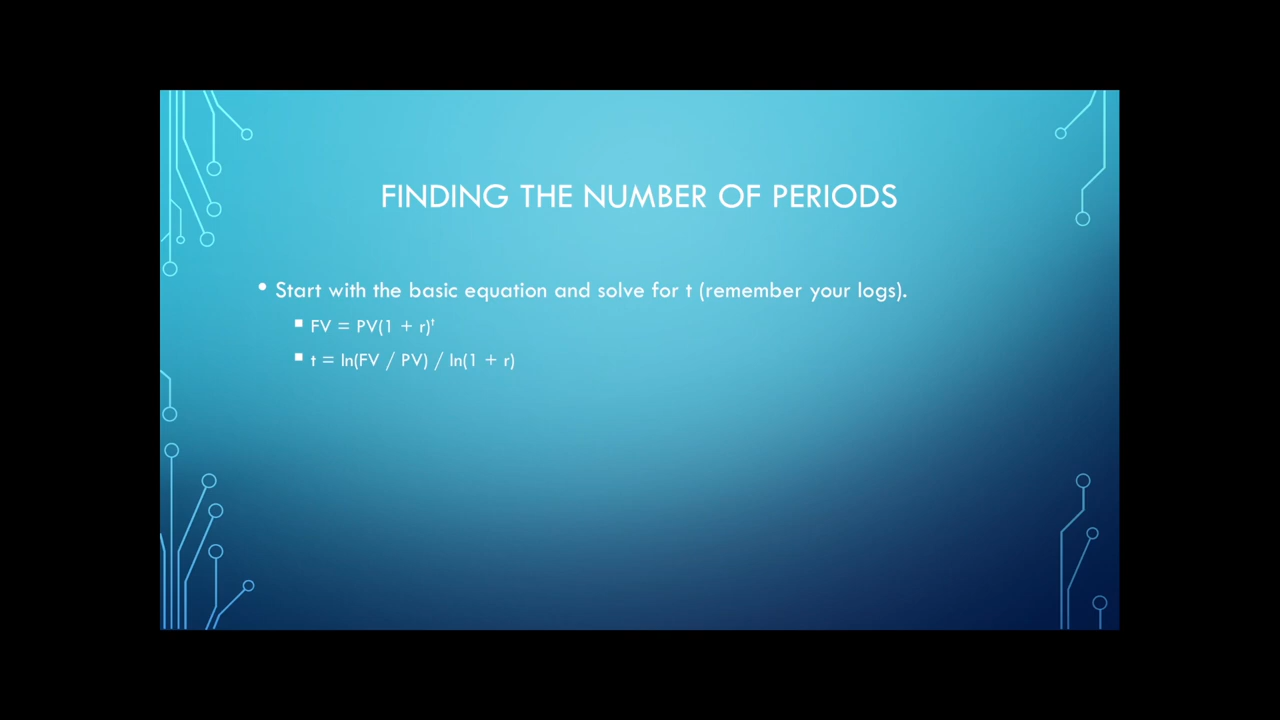 FINDING THE NUMBER OF PERIODS
• Start with the basic equation and solve for t (remember your logs).
▪ FV = PV(1 + r)ᵗ
▪ t = ln(FV / PV) / ln(1 + r)